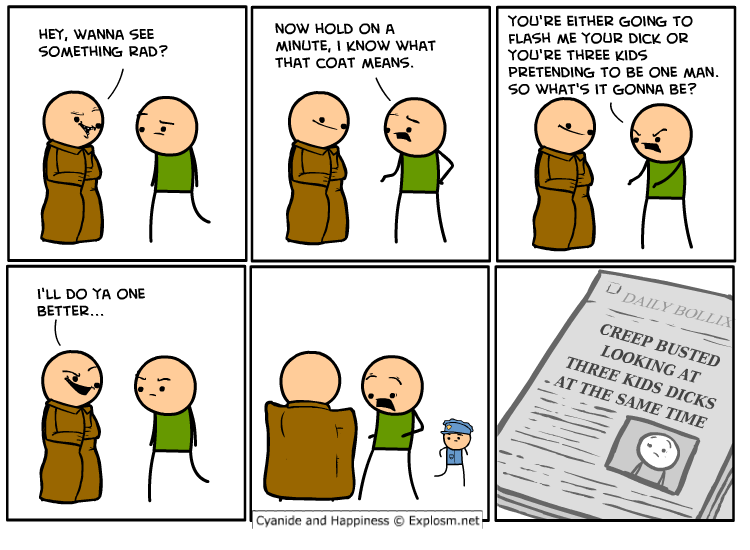 HEY, WANNA SEE
SOMETHING RAD?
NOW HOLD ON A
MINUTE, I KNOW WHAT
THAT COAT MEANS.
YOU'RE EITHER GOING TO
FLASH ME YOUR DICK OR
YOU'RE THREE KIDS
PRETENDING TO BE ONE MAN.
SO WHAT'S IT GONNA BE?
I'LL DO YA ONE
BETTER...
DAILY BOLLIX
CREEP BUSTED
LOOKING AT
THREE KIDS DICKS
AT THE SAME TIME
Cyanide and Happiness © Explosm.net